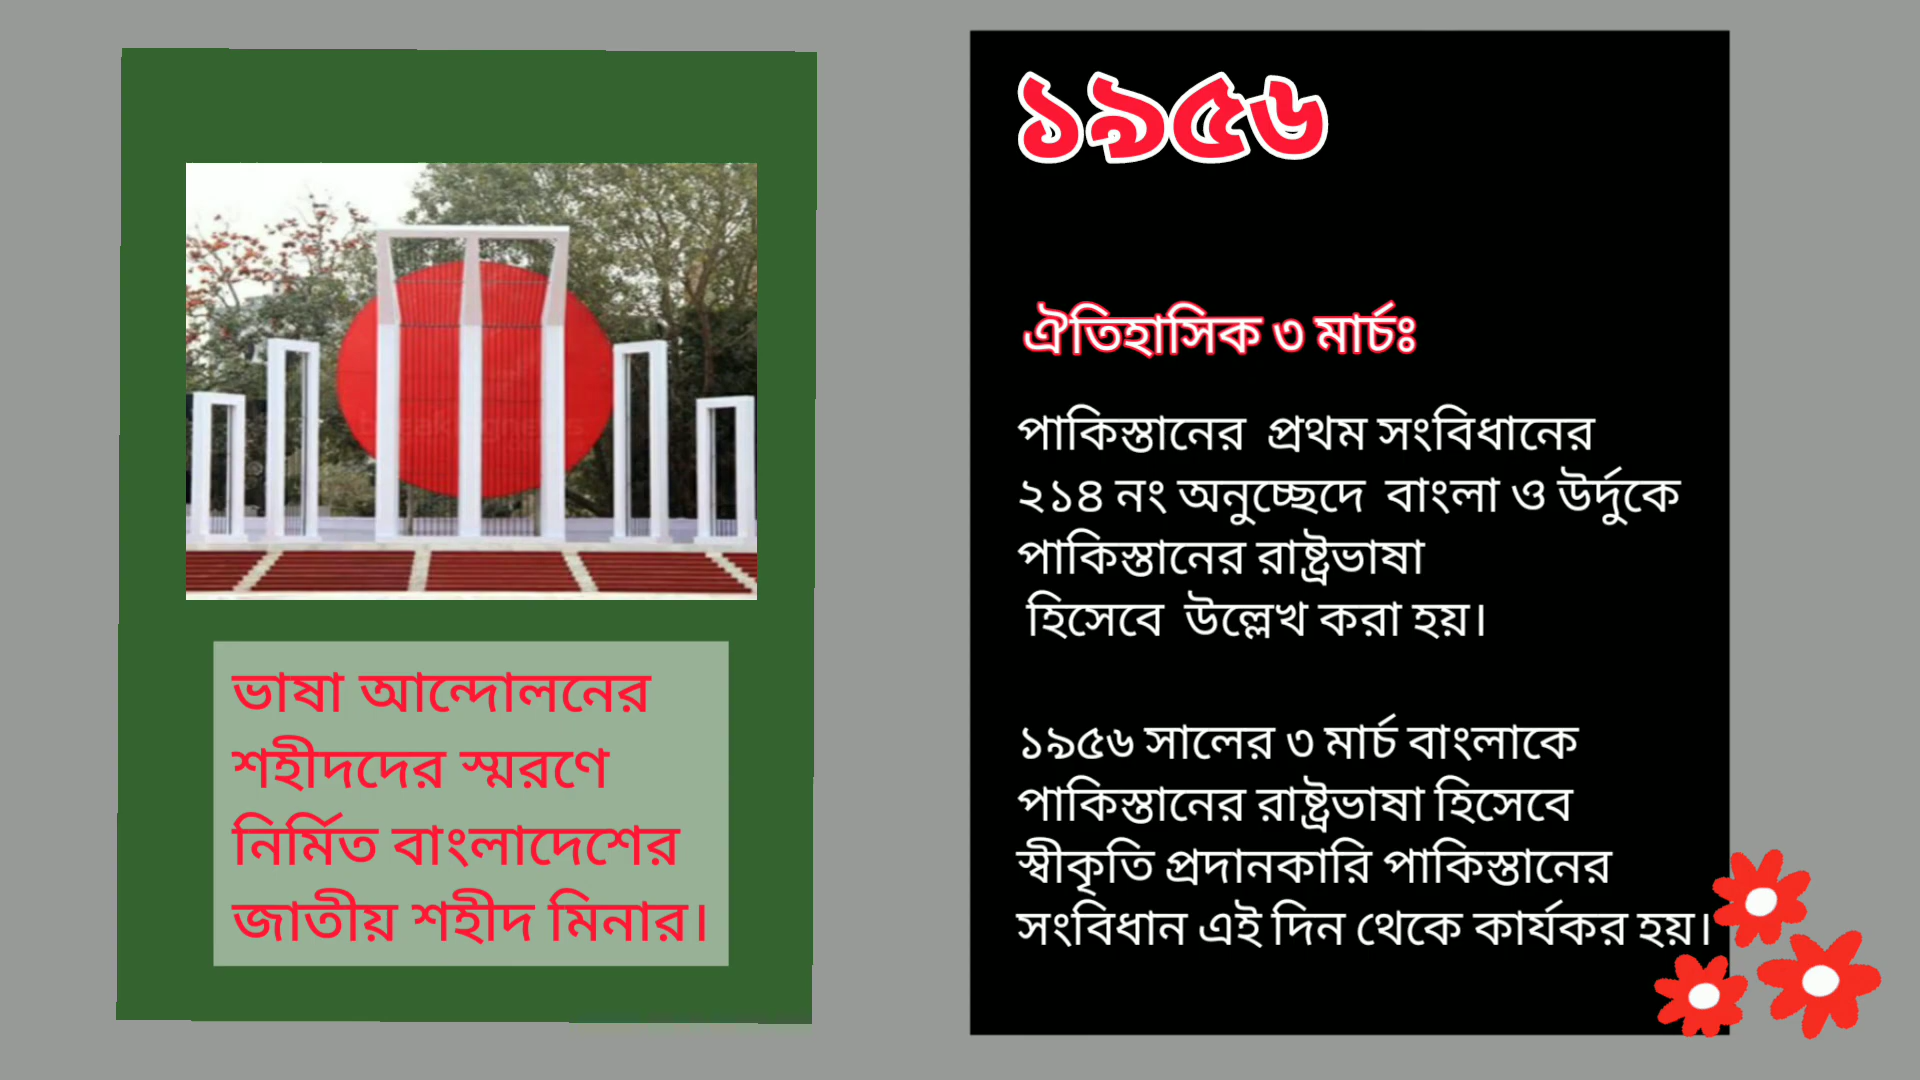 ভাষা আন্দোলনের
শহীদদের স্মরণে
নির্মিত বাংলাদেশের
জাতীয় শহীদ মিনার।
১৯৫৬
ঐতিহাসিক ৩ মার্চঃ
পাকিস্তানের প্রথম সংবিধানের
২১৪ নং অনুচ্ছেদে বাংলা ও উর্দুকে
পাকিস্তানের রাষ্ট্রভাষা
হিসেবে উল্লেখ করা হয়।
১৯৫৬ সালের ৩ মার্চ বাংলাকে
পাকিস্তানের রাষ্ট্রভাষা হিসেবে
স্বীকৃতি প্রদানকারি পাকিস্তানের
সংবিধান এই দিন থেকে কার্যকর হয়।